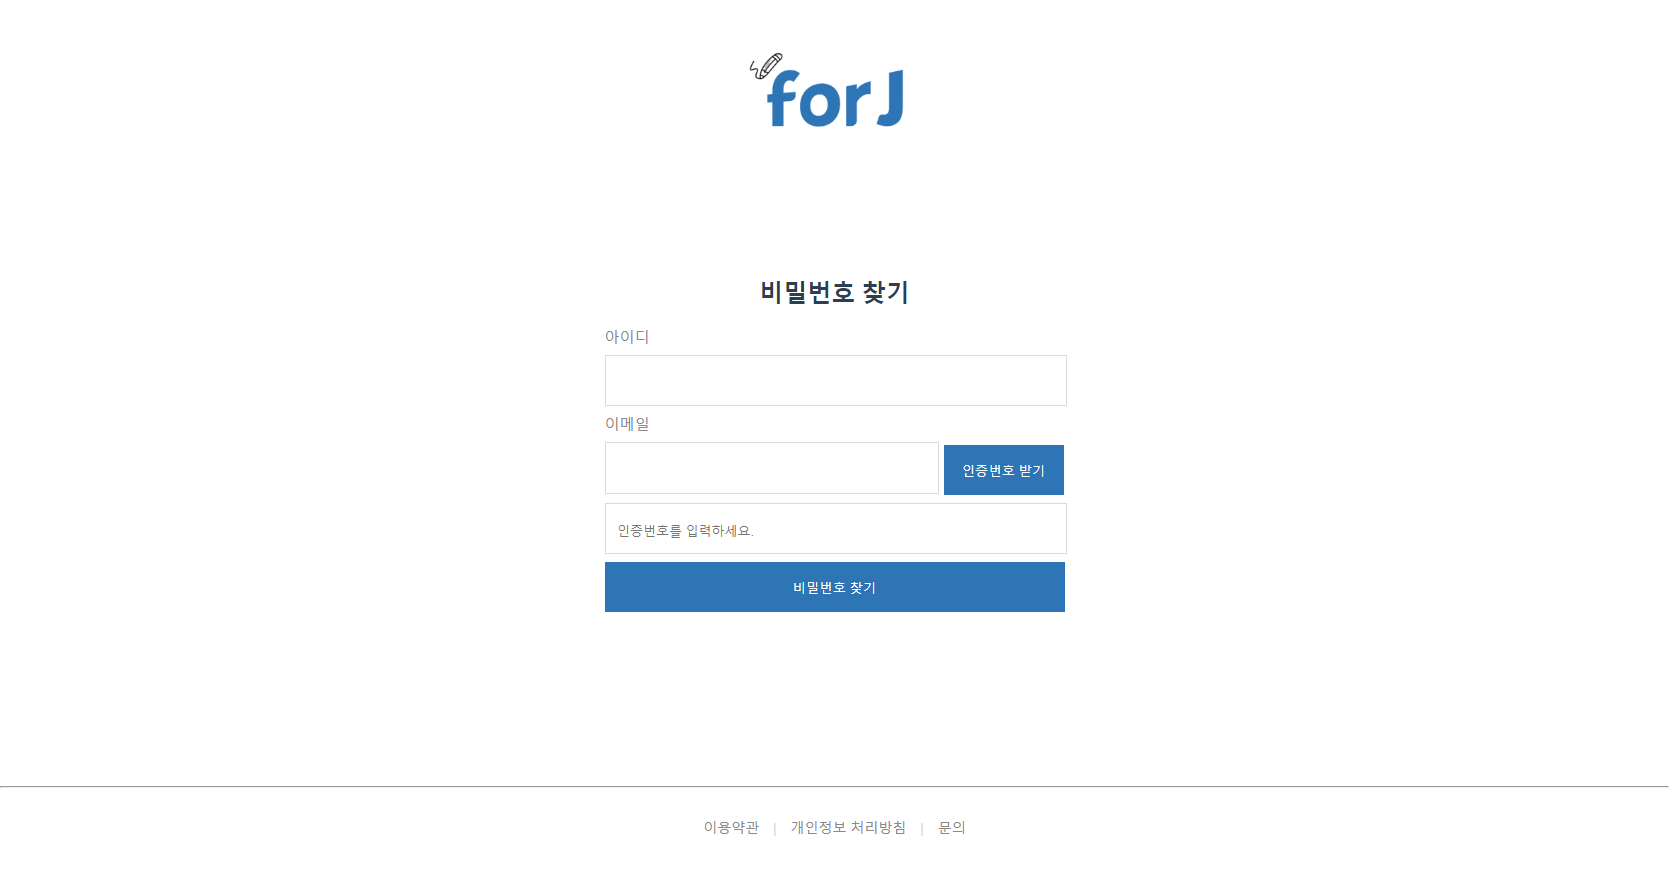 forJ
비밀번호 찾기
아이디
이메일
인증번호 받기
인증번호를 입력하세요.
비밀번호 찾기
이용약관 | 개인정보 처리방침 | 문의